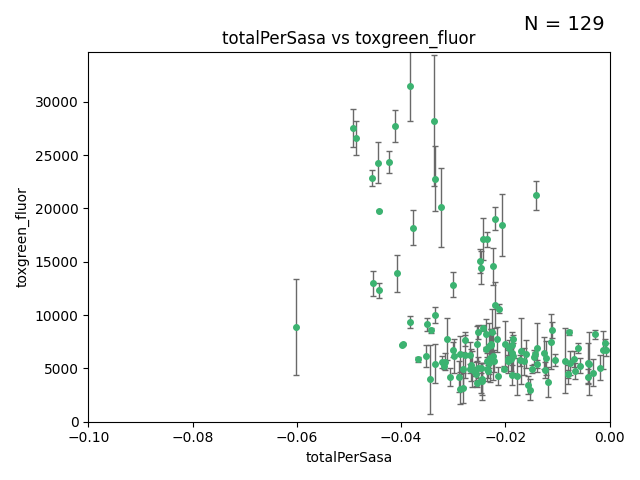 N = 129
totalPerSasa vs toxgreen_fluor
toxgreen_fluor
30000
25000
20000
15000
10000
5000
0
−0.10 −0.08 −0.06 −0.04 −0.02 0.00
totalPerSasa